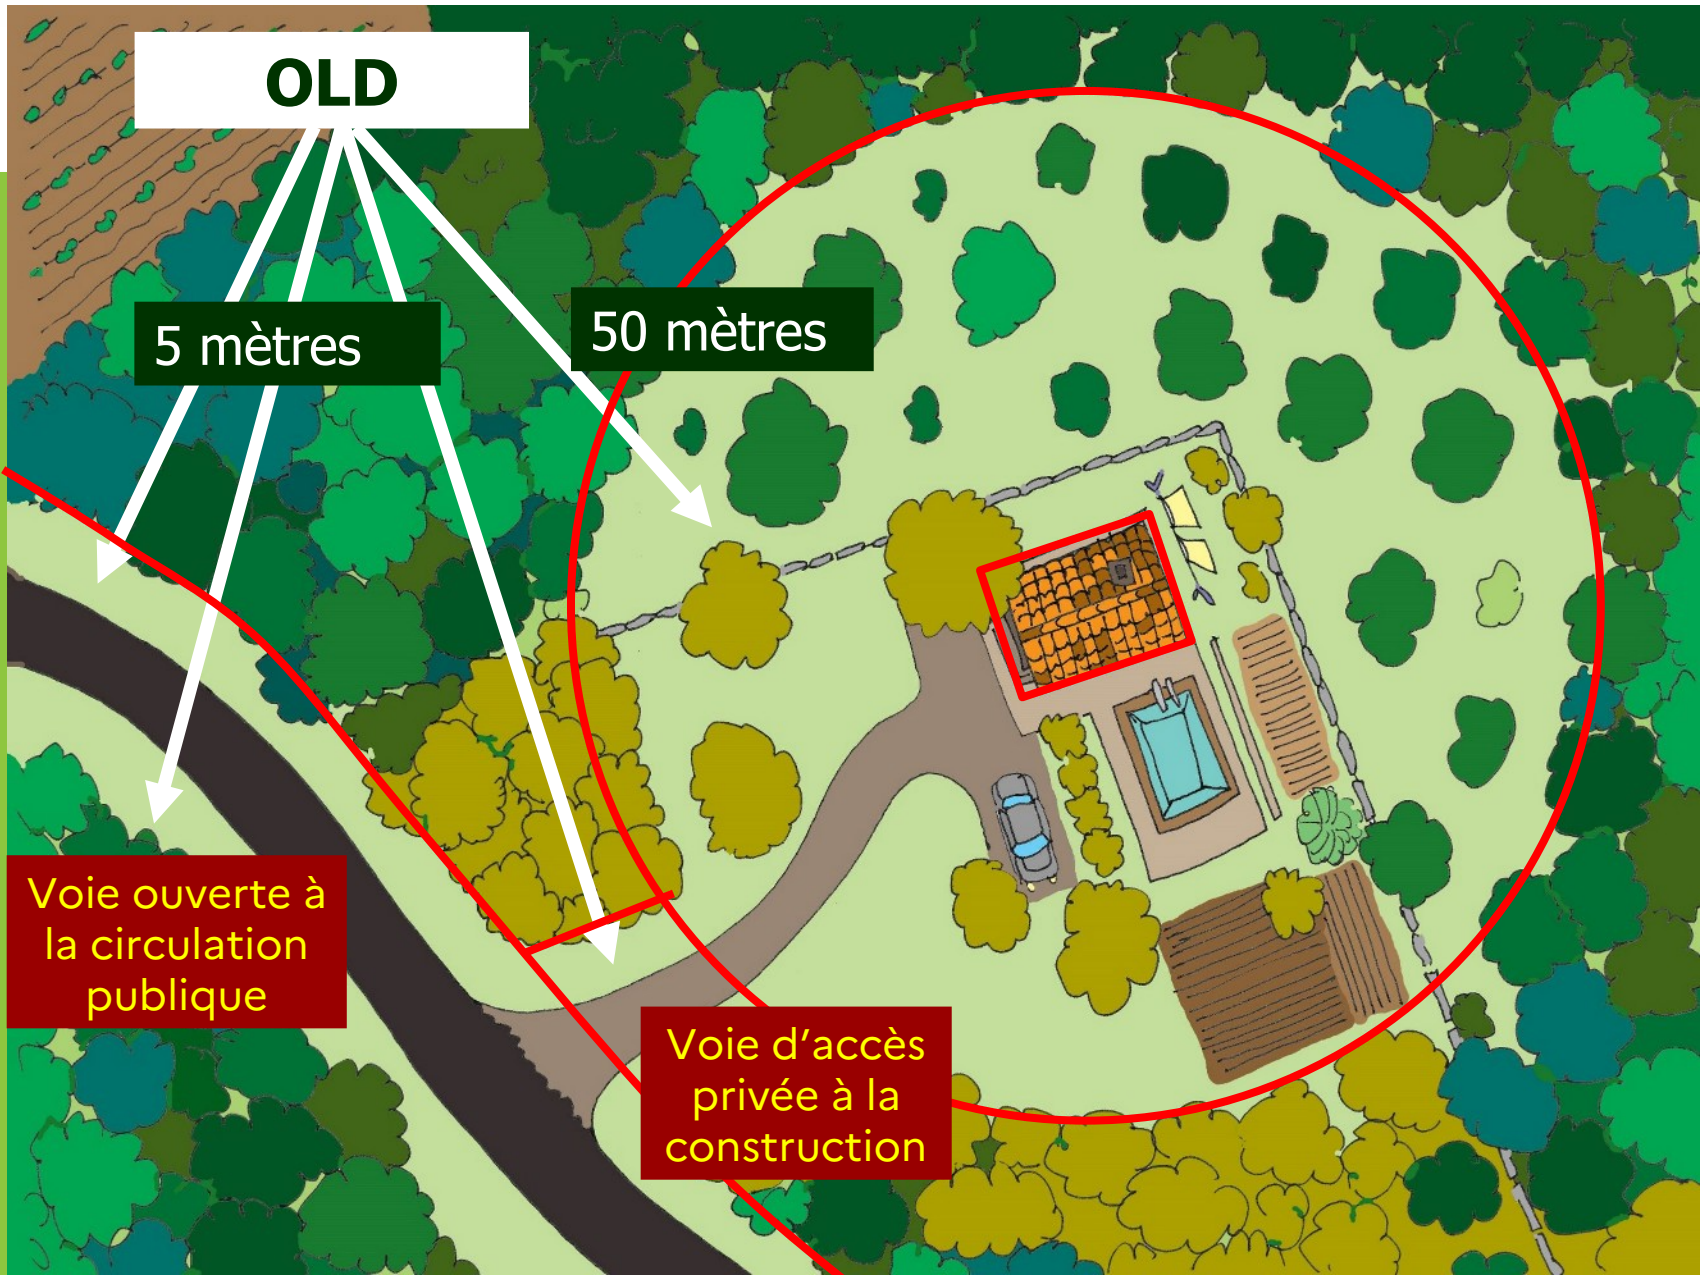 OLD
5 mètres
50 mètres
Voie ouverte à
la circulation
publique
Voie d’accès
privée à la
construction